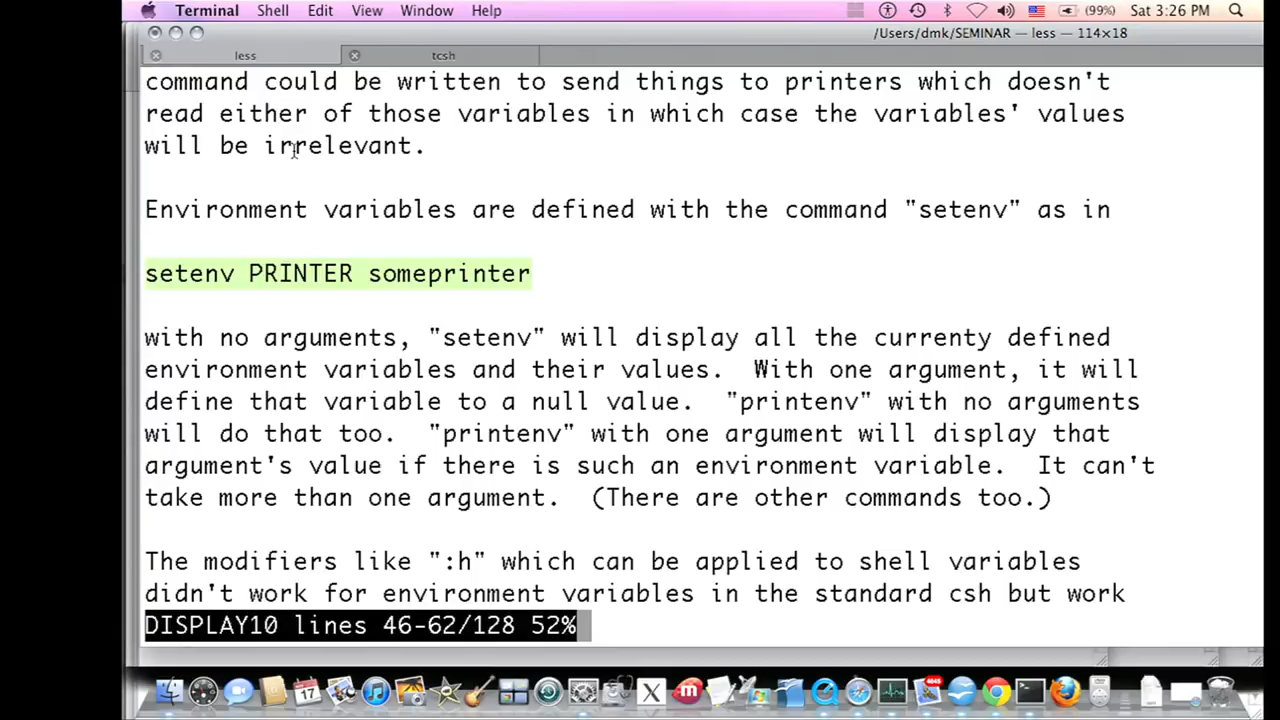 Terminal Shell Edit View Window Help (99%) Sat 3:26 PM
/Users/dmk/SEMINAR — less — 114×18
less tcsh
command could be written to send things to printers which doesn't
read either of those variables in which case the variables' values
will be irrelevant.
Environment variables are defined with the command "setenv" as in
setenv PRINTER someprinter
with no arguments, "setenv" will display all the currenty defined
environment variables and their values.  With one argument, it will
define that variable to a null value.  "printenv" with no arguments
will do that too.  "printenv" with one argument will display that
argument's value if there is such an environment variable.  It can't
take more than one argument.  (There are other commands too.)
The modifiers like ":h" which can be applied to shell variables
didn't work for environment variables in the standard csh but work
DISPLAY10 lines 46-62/128 52%
17